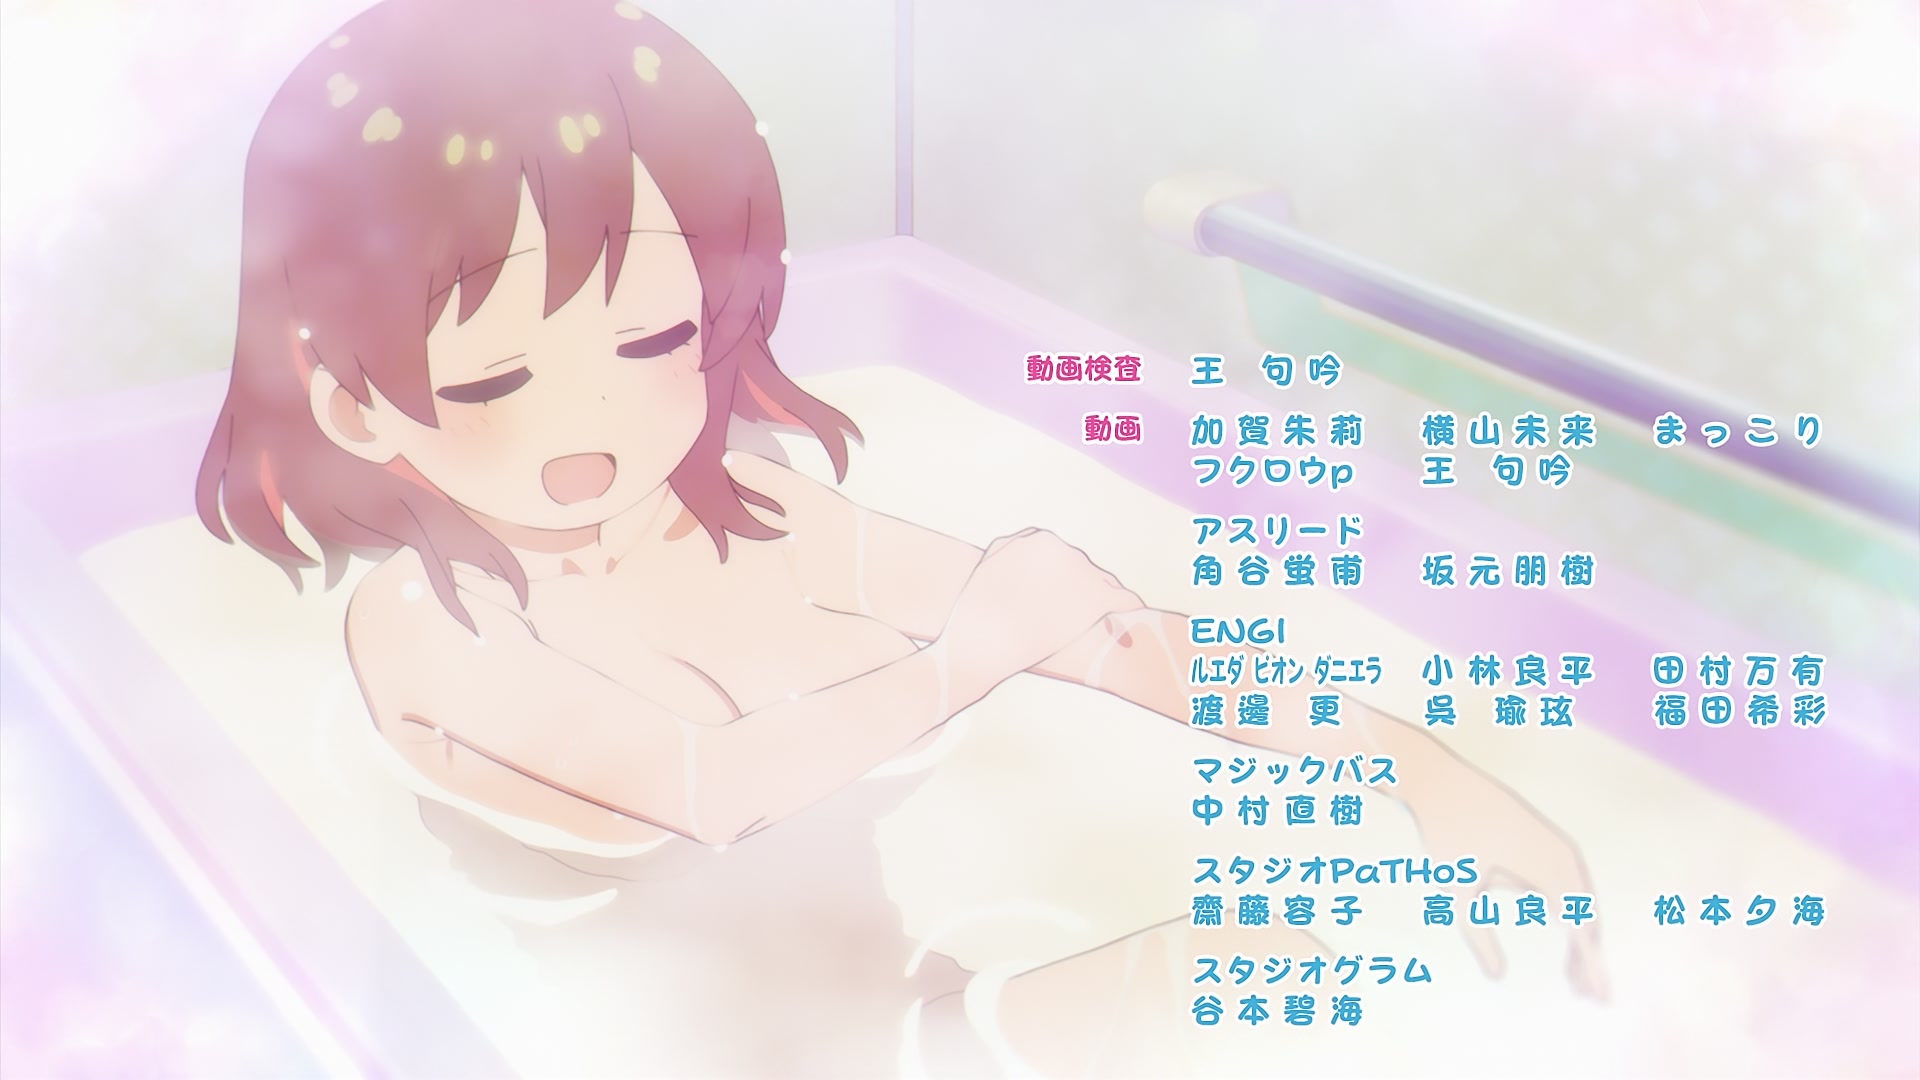 動画検査 王 句吟
動画 加賀朱莉 横山未来 まっこり
フクロウp 王 句吟
アスリード
角谷蛍甫 坂元朋樹
ENGI
ルエダ ビオン ダニエラ 小林良平 田村万有
渡邊 更 呉 瑜玹 福田希彩
マジックバス
中村直樹
スタジオPaTHoS
齋藤容子 高山良平 松本夕海
スタジオグラム
谷本碧海